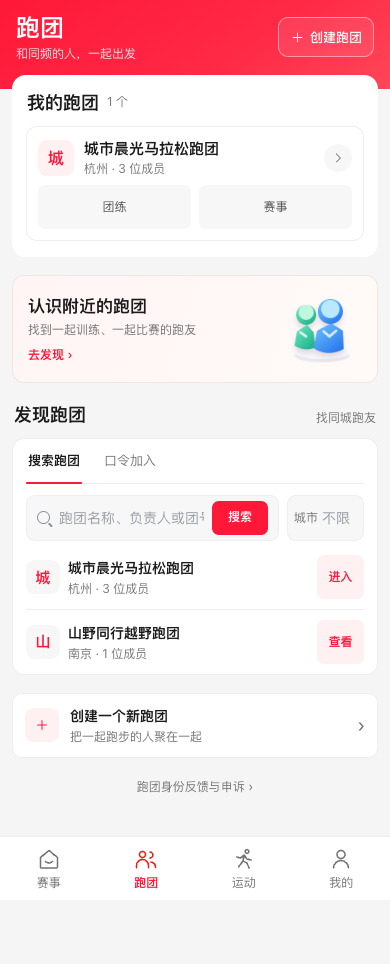 跑团
和同频的人，一起出发
＋ 创建跑团
我的跑团 1 个
城
城市晨光马拉松跑团
杭州 · 3 位成员
团练
赛事
认识附近的跑团
找到一起训练、一起比赛的跑友
去发现 ›
发现跑团
找同城跑友
搜索跑团
口令加入
跑团名称、负责人或团
搜索
城市 不限
城
城市晨光马拉松跑团
杭州 · 3 位成员
进入
山
山野同行越野跑团
南京 · 1 位成员
查看
＋
创建一个新跑团
把一起跑步的人聚在一起
›
跑团身份反馈与申诉 ›
赛事
跑团
运动
我的